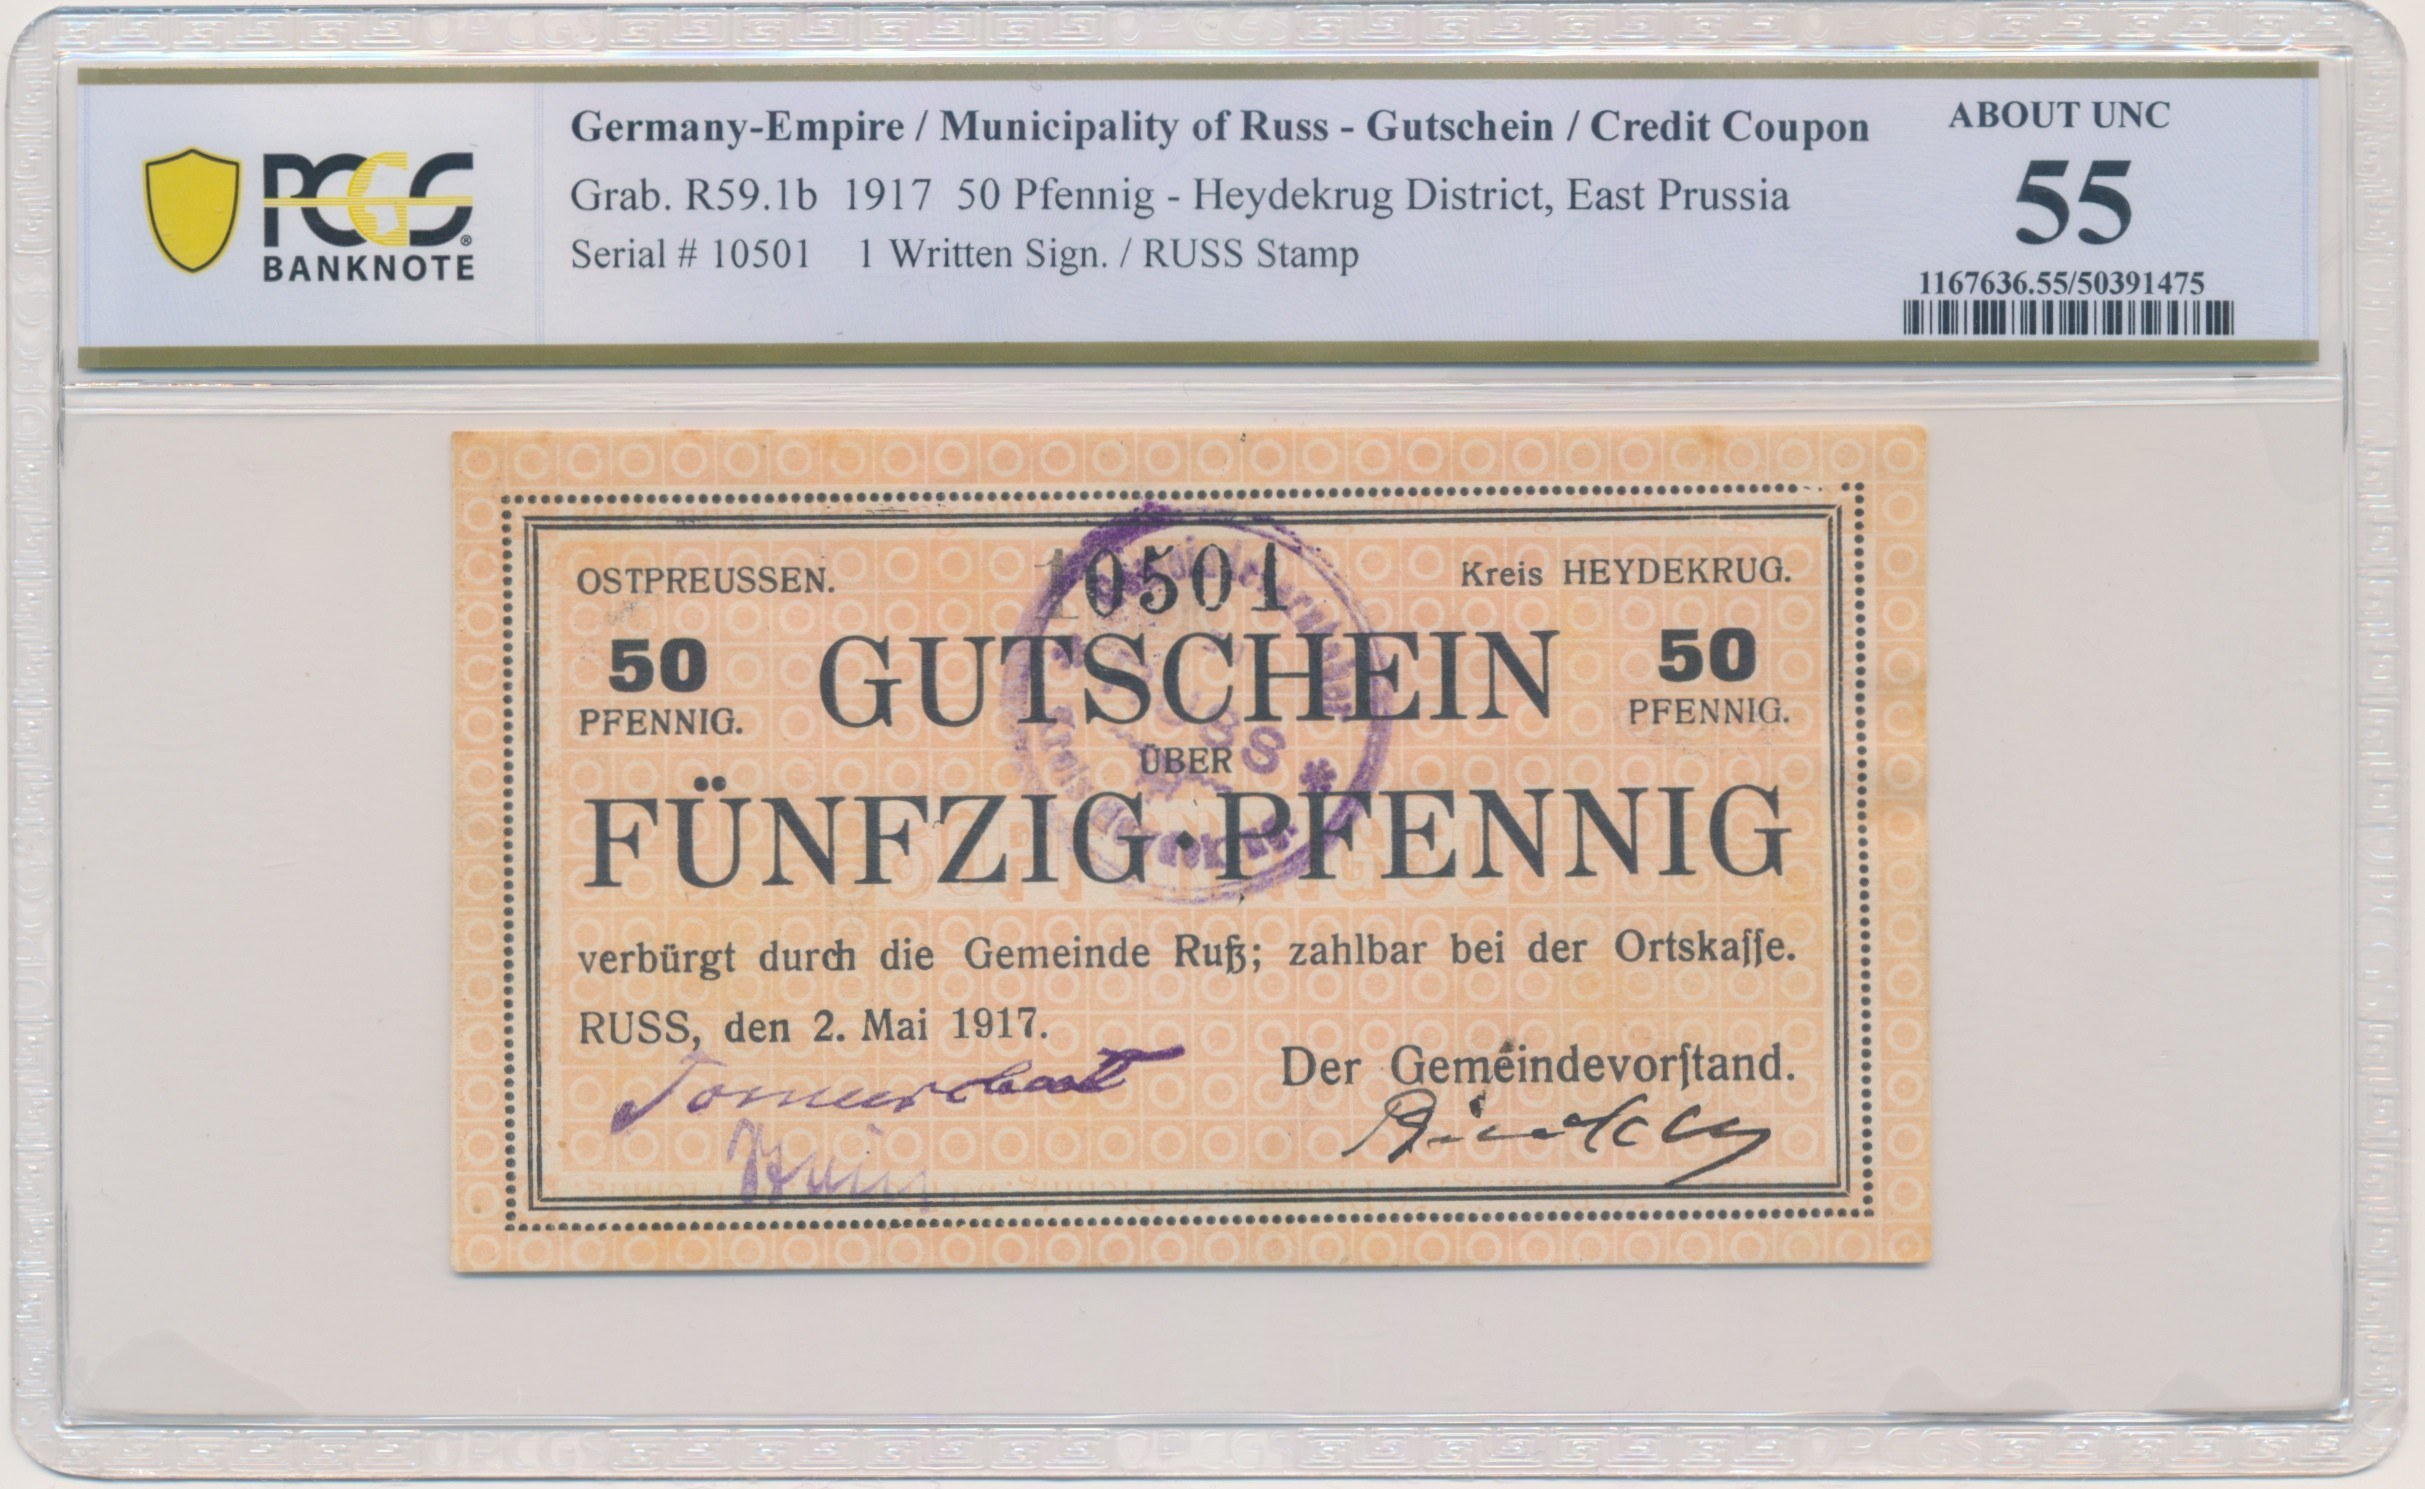 PCGS
BANKNOTE
Germany-Empire / Municipality of Russ - Gutschein / Credit Coupon
Grab. R59.1b 1917 50 Pfennig - Heydekrug District, East Prussia
Serial # 10501 1 Written Sign. / RUSS Stamp
ABOUT UNC
55
1167636.55/50391475
OSTPREUSSEN.
10501
Kreis HEYDEKRUG.
50
PFENNIG.
GUTSCHEIN
50
PFENNIG.
ÜBER
FÜNFZIG·PFENNIG
verbürgt durch die Gemeinde Ruß; zahlbar bei der Ortskaſſe.
RUSS, den 2. Mai 1917.
Der Gemeindevorſtand.